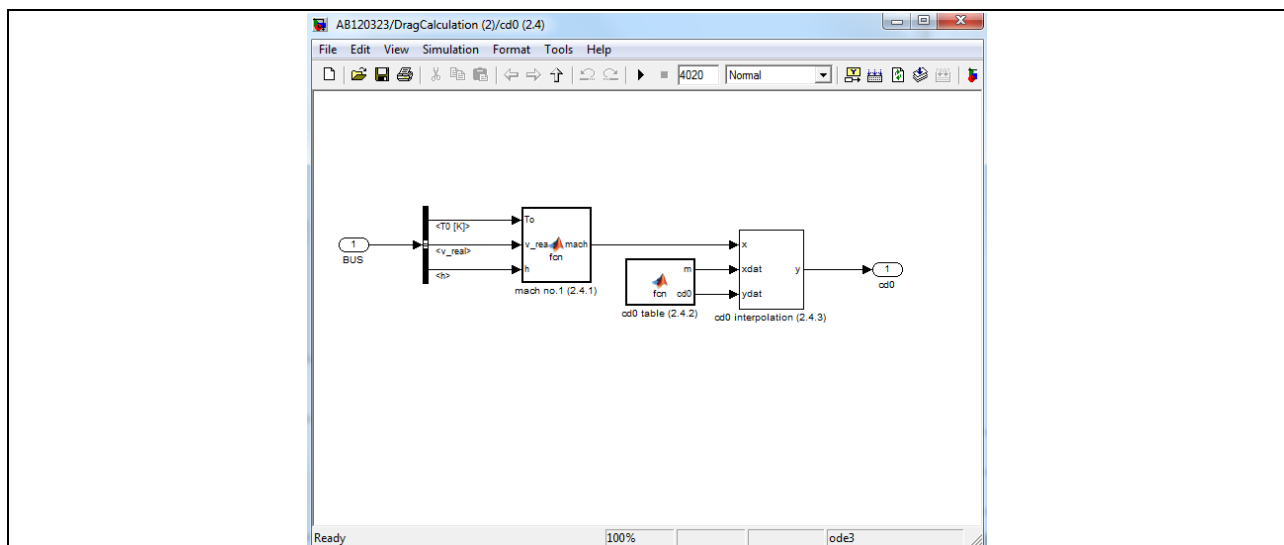 AB120323/DragCalculation (2)/cd0 (2.4)
File Edit View Simulation Format Tools Help
4020 Normal
1
BUS
<T0 [K]>
<v_real>
<h>
To
v_rea mach
fcn
h
mach no.1 (2.4.1)
m
fcn cd0
cd0 table (2.4.2)
x
xdat y
ydat
cd0 interpolation (2.4.3)
1
cd0
Ready 100% ode3